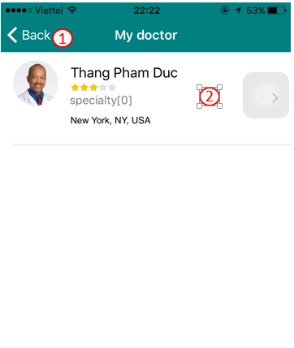 Viettel 22:22 53%
Back 1 My doctor
Thang Pham Duc
specialty[0]
2
New York, NY, USA